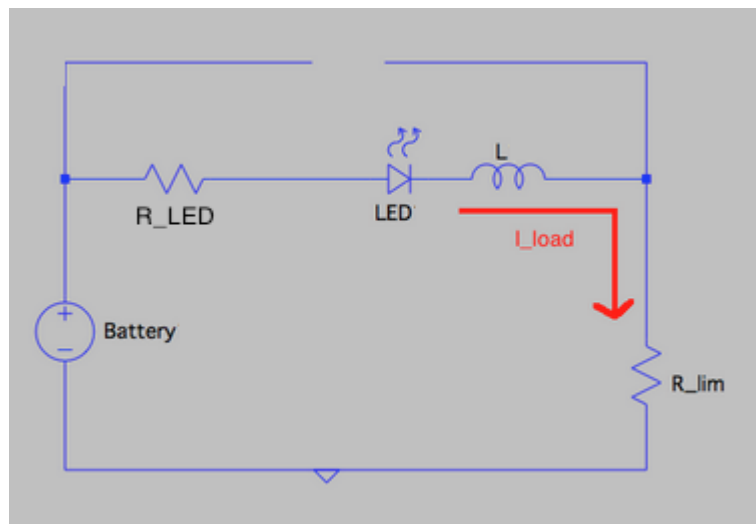 L
R_LED
LED
I_load
+
Battery
−
R_lim